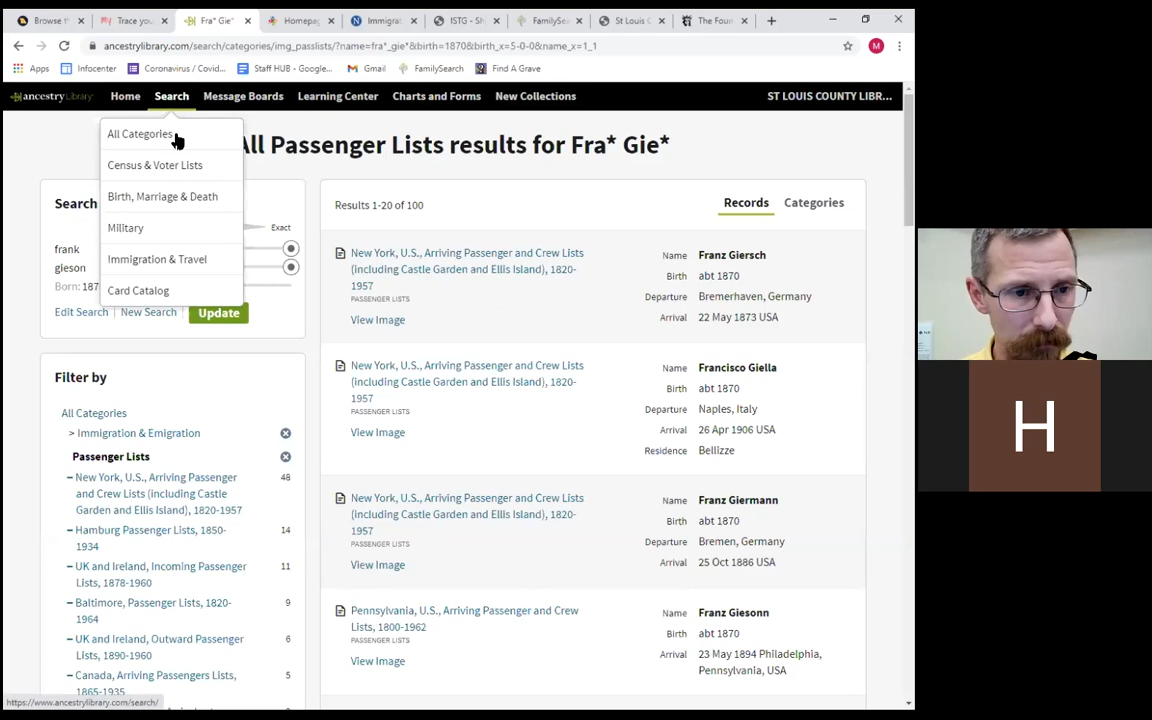 Browse th
Trace you
Fra* Gie*
Homepag
Immigrat
ISTG - Sh
FamilySea
St Louis C
The Foun
ancestrylibrary.com/search/categories/img_passlists/?name=fra*_gie*&birth=1870&birth_x=5-0-0&name_x=1_1
M
Apps
Infocenter
Coronavirus / Covid...
Staff HUB - Google...
Gmail
FamilySearch
Find A Grave
ancestryLibrary
Home
Search
Message Boards
Learning Center
Charts and Forms
New Collections
ST LOUIS COUNTY LIBR...
All Categories
Census & Voter Lists
Birth, Marriage & Death
Military
Immigration & Travel
Card Catalog
All Passenger Lists results for Fra* Gie*
Search
Exact
frank
gieson
Born: 187
Edit Search
New Search
Update
Filter by
All Categories
> Immigration & Emigration
Passenger Lists
New York, U.S., Arriving Passenger 48
and Crew Lists (including Castle
Garden and Ellis Island), 1820-1957
Hamburg Passenger Lists, 1850- 14
1934
UK and Ireland, Incoming Passenger 11
Lists, 1878-1960
Baltimore, Passenger Lists, 1820- 9
1964
UK and Ireland, Outward Passenger 6
Lists, 1890-1960
Canada, Arriving Passengers Lists, 5
1865-1935
Results 1-20 of 100
Records
Categories
New York, U.S., Arriving Passenger and Crew Lists
(including Castle Garden and Ellis Island), 1820-
1957
PASSENGER LISTS
View Image
Name Franz Giersch
Birth abt 1870
Departure Bremerhaven, Germany
Arrival 22 May 1873 USA
New York, U.S., Arriving Passenger and Crew Lists
(including Castle Garden and Ellis Island), 1820-
1957
PASSENGER LISTS
View Image
Name Francisco Giella
Birth abt 1870
Departure Naples, Italy
Arrival 26 Apr 1906 USA
Residence Bellizze
New York, U.S., Arriving Passenger and Crew Lists
(including Castle Garden and Ellis Island), 1820-
1957
PASSENGER LISTS
View Image
Name Franz Giermann
Birth abt 1870
Departure Bremen, Germany
Arrival 25 Oct 1886 USA
Pennsylvania, U.S., Arriving Passenger and Crew
Lists, 1800-1962
PASSENGER LISTS
View Image
Name Franz Giesonn
Birth abt 1870
Arrival 23 May 1894 Philadelphia,
Pennsylvania, USA
https://www.ancestrylibrary.com/search/
H